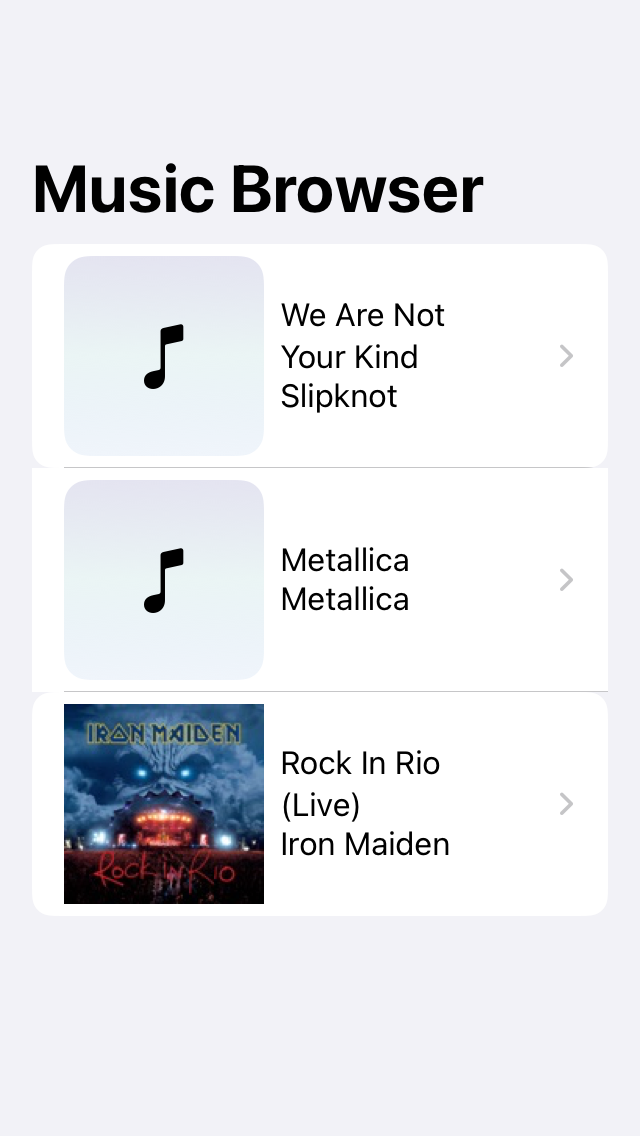 Music Browser
We Are Not
Your Kind
Slipknot
Metallica
Metallica
IRON MAIDEN
Rock in Rio
Rock In Rio
(Live)
Iron Maiden